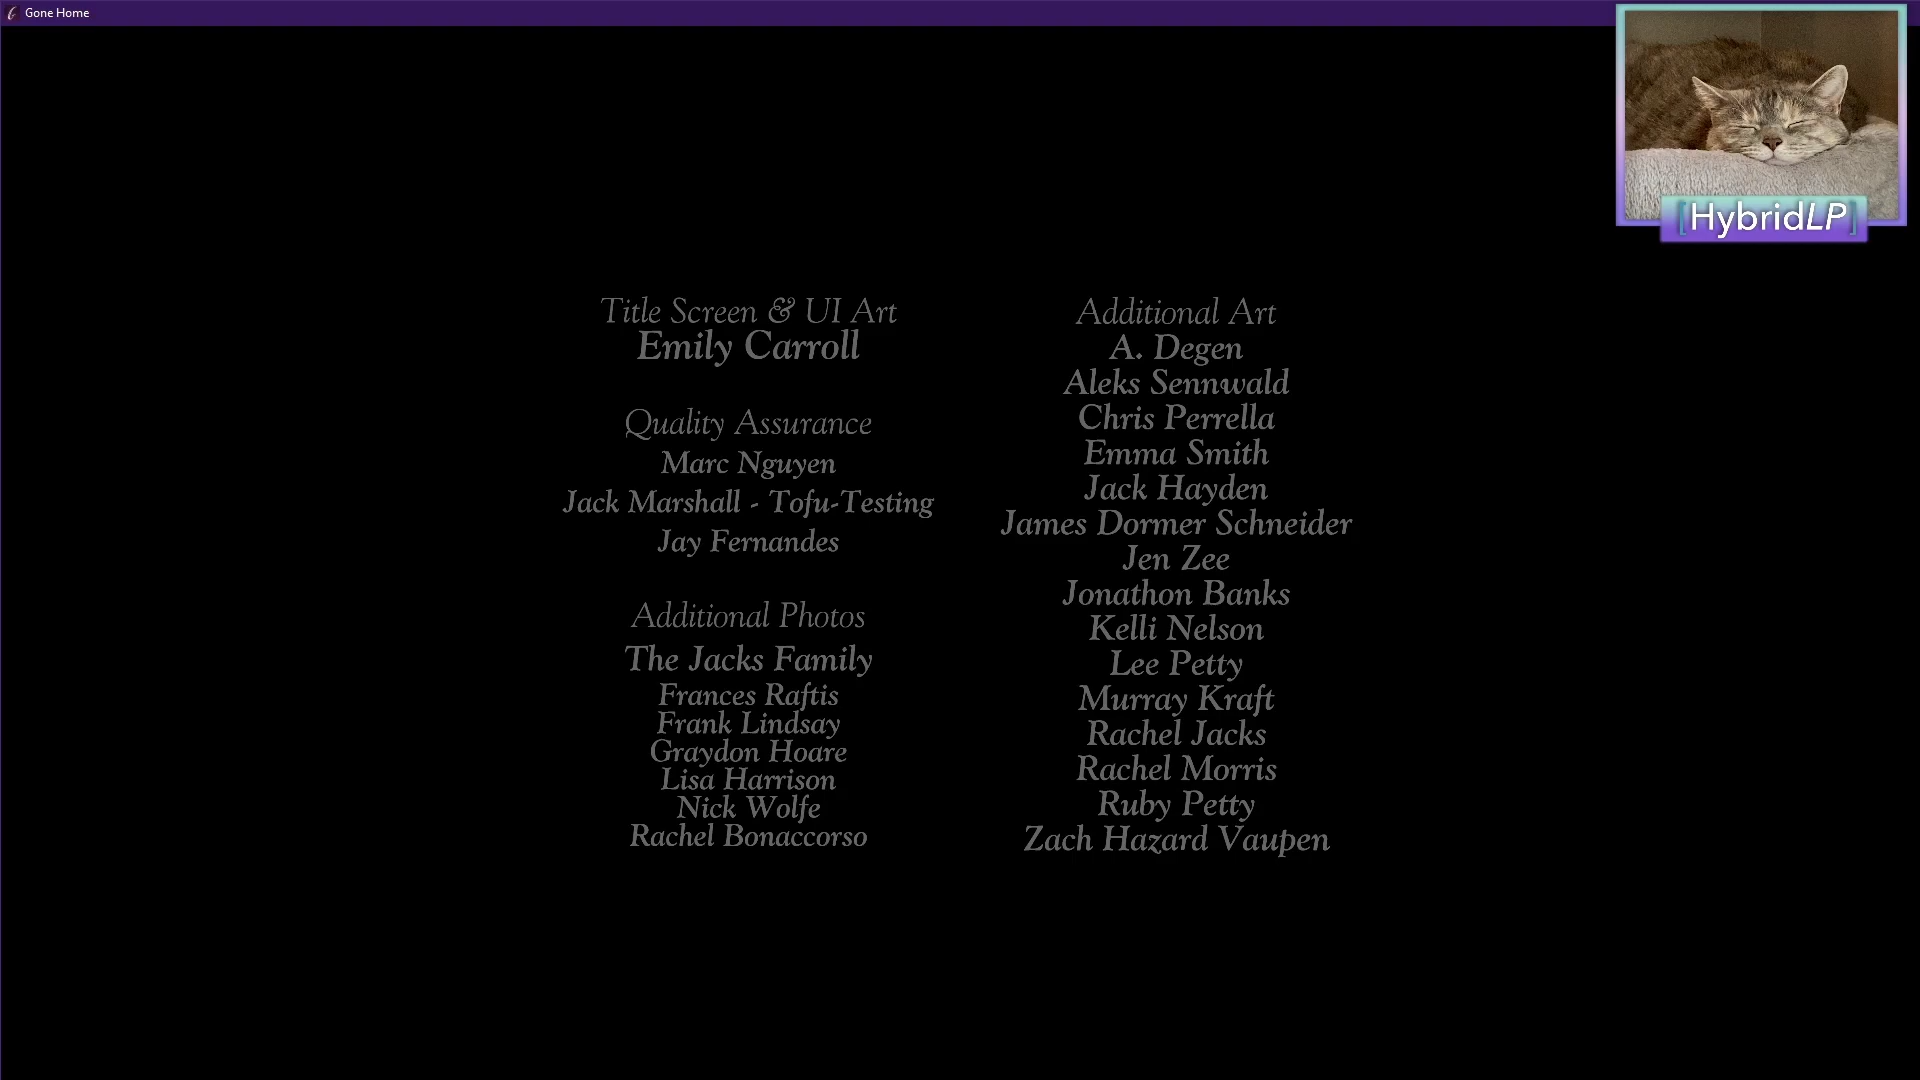 Gone Home
[HybridLP]
Title Screen & UI Art
Emily Carroll
Quality Assurance
Marc Nguyen
Jack Marshall - Tofu-Testing
Jay Fernandes
Additional Photos
The Jacks Family
Frances Raftis
Frank Lindsay
Graydon Hoare
Lisa Harrison
Nick Wolfe
Rachel Bonaccorso
Additional Art
A. Degen
Aleks Sennwald
Chris Perrella
Emma Smith
Jack Hayden
James Dormer Schneider
Jen Zee
Jonathon Banks
Kelli Nelson
Lee Petty
Murray Kraft
Rachel Jacks
Rachel Morris
Ruby Petty
Zach Hazard Vaupen